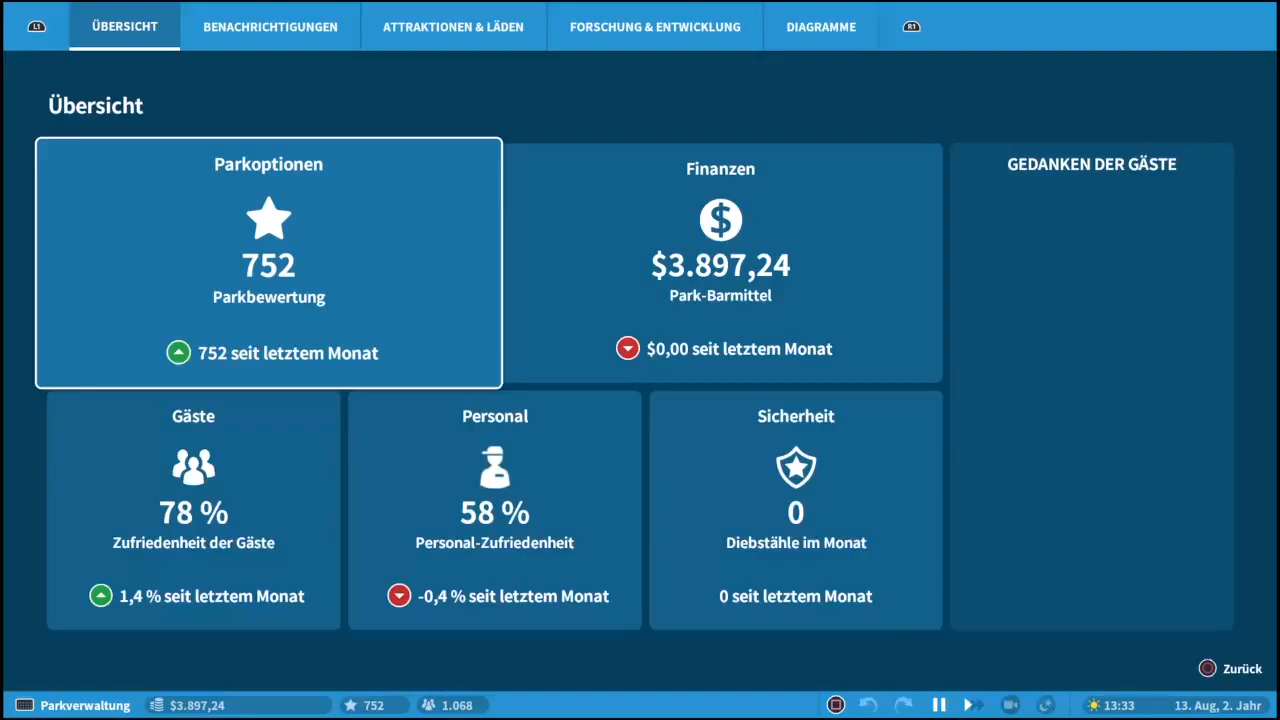 L1
ÜBERSICHT
BENACHRICHTIGUNGEN
ATTRAKTIONEN & LÄDEN
FORSCHUNG & ENTWICKLUNG
DIAGRAMME
R1
Übersicht
Parkoptionen
752
Parkbewertung
752 seit letztem Monat
Finanzen
$
$3.897,24
Park-Barmittel
$0,00 seit letztem Monat
GEDANKEN DER GÄSTE
Gäste
78 %
Zufriedenheit der Gäste
1,4 % seit letztem Monat
Personal
58 %
Personal-Zufriedenheit
-0,4 % seit letztem Monat
Sicherheit
0
Diebstähle im Monat
0 seit letztem Monat
Zurück
Parkverwaltung
$3.897,24
752
1.068
13:33
13. Aug, 2. Jahr